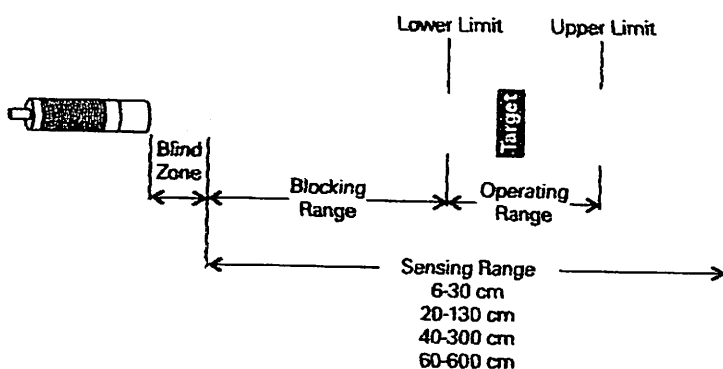 Lower Limit
Upper Limit
Target
Blind
Zone
Blocking
Range
Operating
Range
Sensing Range
6-30 cm
20-130 cm
40-300 cm
60-600 cm